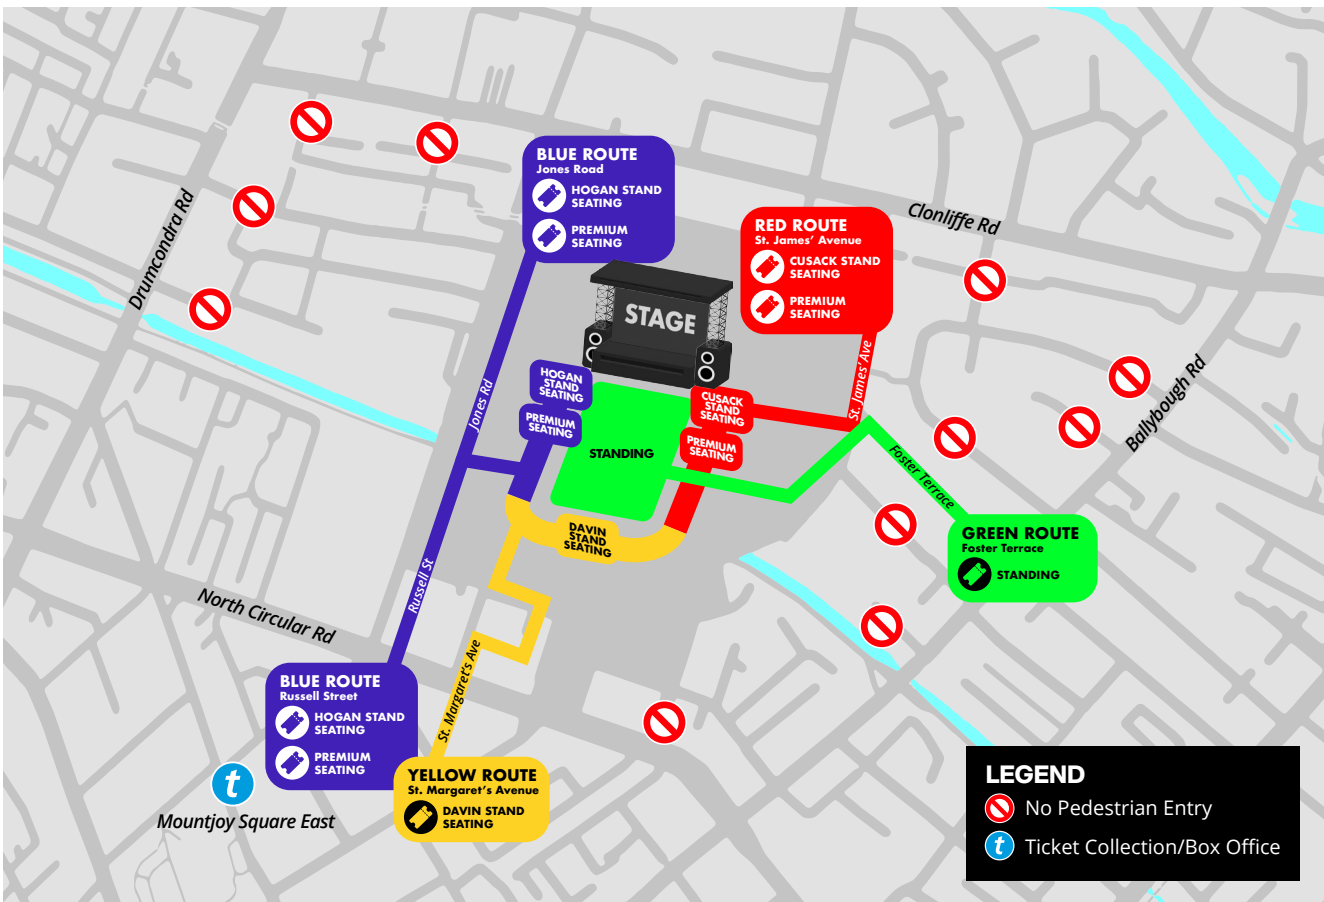 BLUE ROUTE
Jones Road
HOGAN STAND
SEATING
PREMIUM
SEATING
RED ROUTE
St. James’ Avenue
CUSACK STAND
SEATING
PREMIUM
SEATING
Clonliffe Rd
Drumcondra Rd
STAGE
HOGAN
STAND
SEATING
PREMIUM
SEATING
CUSACK
STAND
SEATING
PREMIUM
SEATING
STANDING
DAVIN
STAND
SEATING
Jones Rd
St. James’ Ave
Ballybough Rd
Foster Terrace
GREEN ROUTE
Foster Terrace
STANDING
Russell St
North Circular Rd
St. Margaret’s Ave
BLUE ROUTE
Russell Street
HOGAN STAND
SEATING
PREMIUM
SEATING
YELLOW ROUTE
St. Margaret’s Avenue
DAVIN STAND
SEATING
t
Mountjoy Square East
LEGEND
No Pedestrian Entry
t Ticket Collection/Box Office